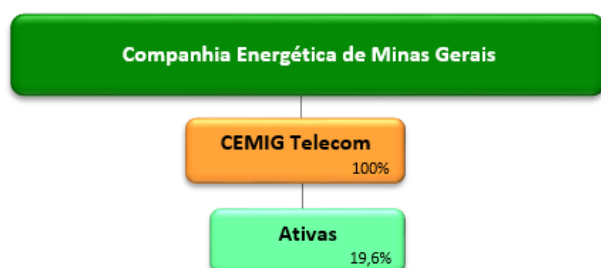 Companhia Energética de Minas Gerais
CEMIG Telecom
100%
Ativas
19,6%